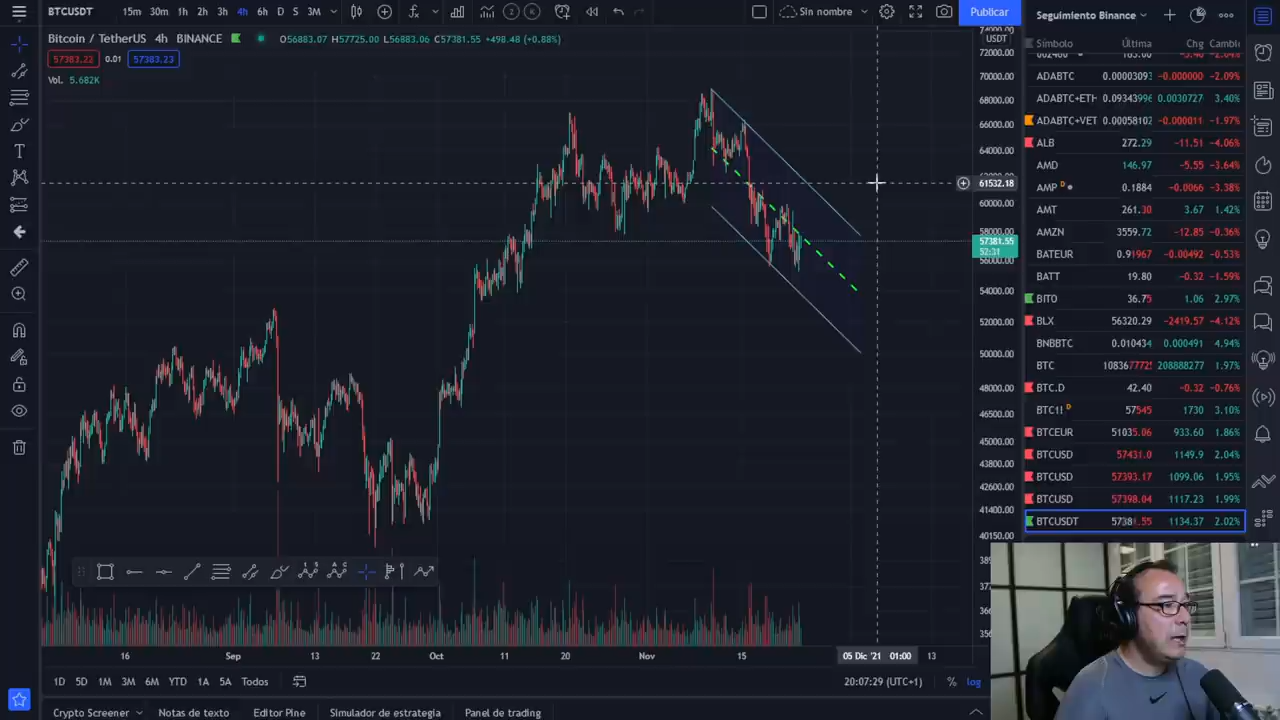 BTCUSDT 15m 30m 1h 2h 3h 4h 6h D S 3M Sin nombre Publicar
Bitcoin / TetherUS 4h BINANCE O56883.07 H57725.00 L56883.06 C57381.55 +498.48 (+0.88%)
57383.22 0.01 57383.23
Vol. 5.682K
USDT
72000.00
70000.00
68000.00
66000.00
64000.00
61532.18
60000.00
58000.00
57381.55
52:31
56000.00
54000.00
52000.00
50000.00
48000.00
46500.00
45000.00
43800.00
42600.00
41400.00
40150.00
16 Sep 13 22 Oct 11 20 Nov 15 05 Dic '21 01:00 13
1D 5D 1M 3M 6M YTD 1A 5A Todos 20:07:29 (UTC+1) % log
Crypto Screener Notas de texto Editor Pine Simulador de estrategia Panel de trading
Seguimiento Binance
Símbolo Última Chg Cambio
ADABTC 0.00003093 -0.000000 -2.09%
ADABTC+ETH 0.09343996 0.0030727 3.40%
ADABTC+VET 0.00058102 -0.000011 -1.97%
ALB 272.29 -11.51 -4.06%
AMD 146.97 -5.55 -3.64%
AMP D 0.1884 -0.0066 -3.38%
AMT 261.30 3.67 1.42%
AMZN 3559.72 -12.85 -0.36%
BATEUR 0.91967 -0.00492 -0.53%
BATT 19.80 -0.32 -1.59%
BITO 36.75 1.06 2.97%
BLX 56320.29 -2419.57 -4.12%
BNBBTC 0.010434 0.000491 4.94%
BTC 1083677725 208888277 1.97%
BTC.D 42.40 -0.32 -0.76%
BTC1! D 57545 1730 3.10%
BTCEUR 51035.06 933.60 1.86%
BTCUSD 57431.0 1149.9 2.04%
BTCUSD 57393.17 1099.06 1.95%
BTCUSD 57398.04 1117.23 1.99%
BTCUSDT 57381.55 1134.37 2.02%